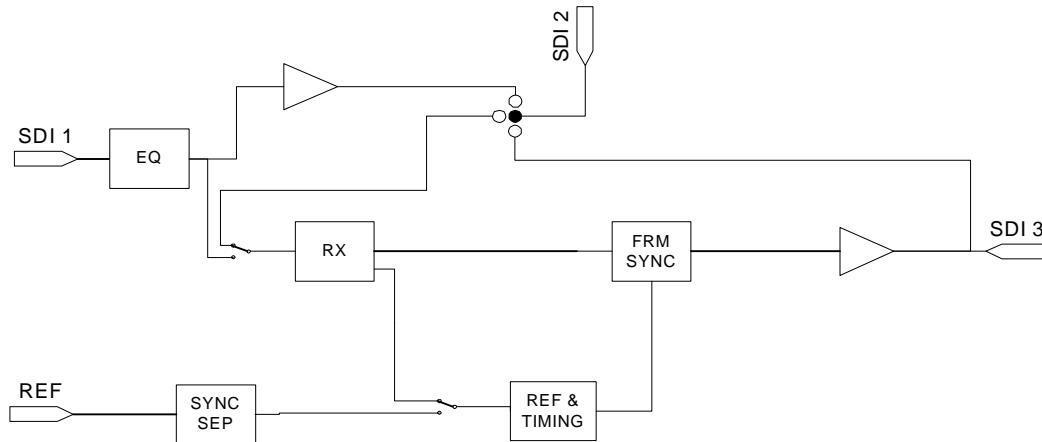 SDI 2
SDI 1
EQ
RX
FRM
SYNC
SDI 3
REF
SYNC
SEP
REF &
TIMING